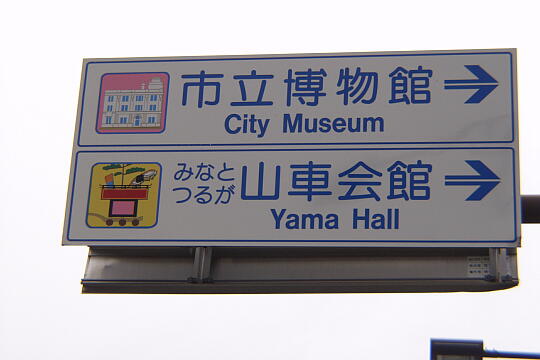 市立博物館
City Museum
みなと
つるが
山車会館
Yama Hall